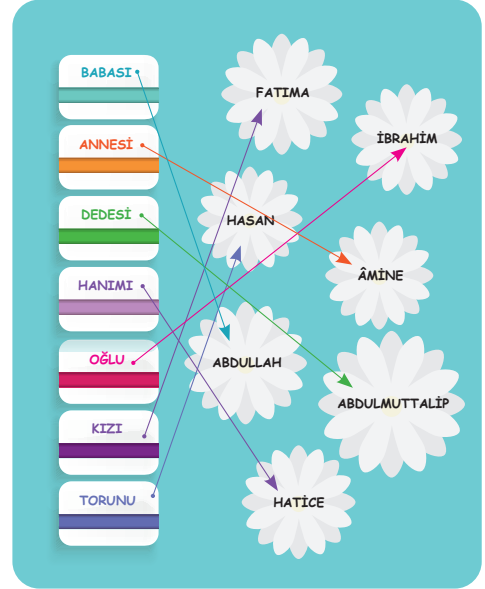 BABASI
ANNESİ
DEDESİ
HANIMI
OĞLU
KIZI
TORUNU
FATIMA
İBRAHİM
HASAN
ÂMİNE
ABDULLAH
ABDULMUTTALİP
HATİCE